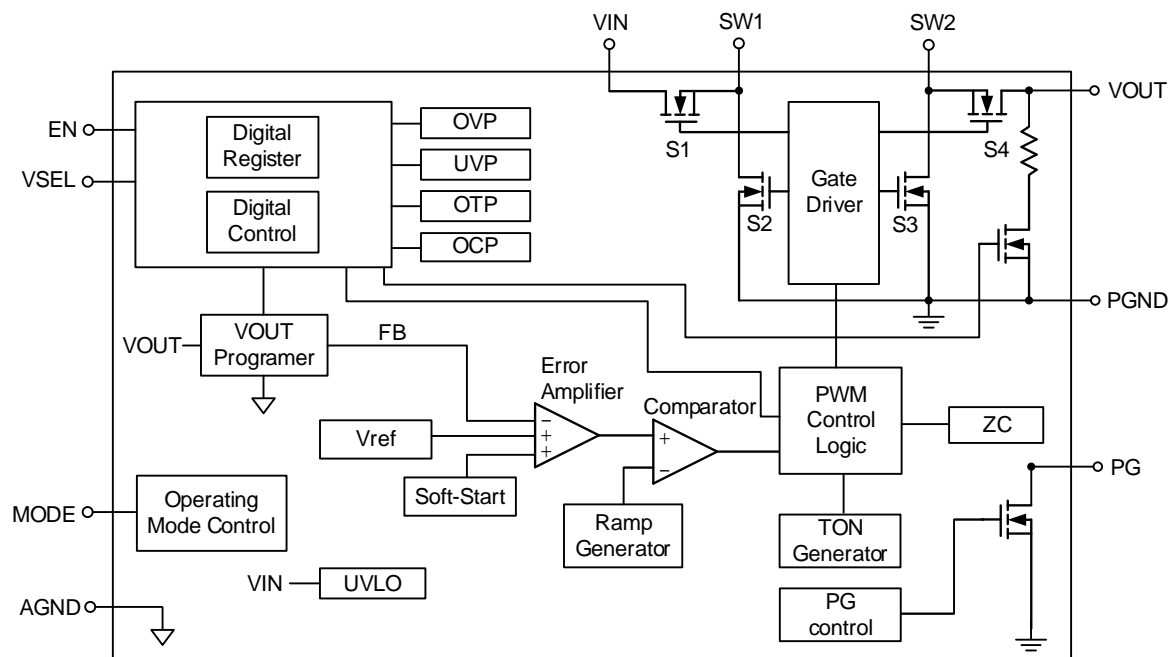 VIN
SW1
SW2
VOUT
EN
VSEL
Digital
Register
Digital
Control
OVP
UVP
OTP
OCP
S1
S2
Gate
Driver
S3
S4
PGND
VOUT
VOUT
Programer
FB
Error
Amplifier
Comparator
Vref
Soft-Start
−
+
+
+
−
Ramp
Generator
PWM
Control
Logic
ZC
TON
Generator
PG
MODE
Operating
Mode Control
VIN
UVLO
AGND
PG
control